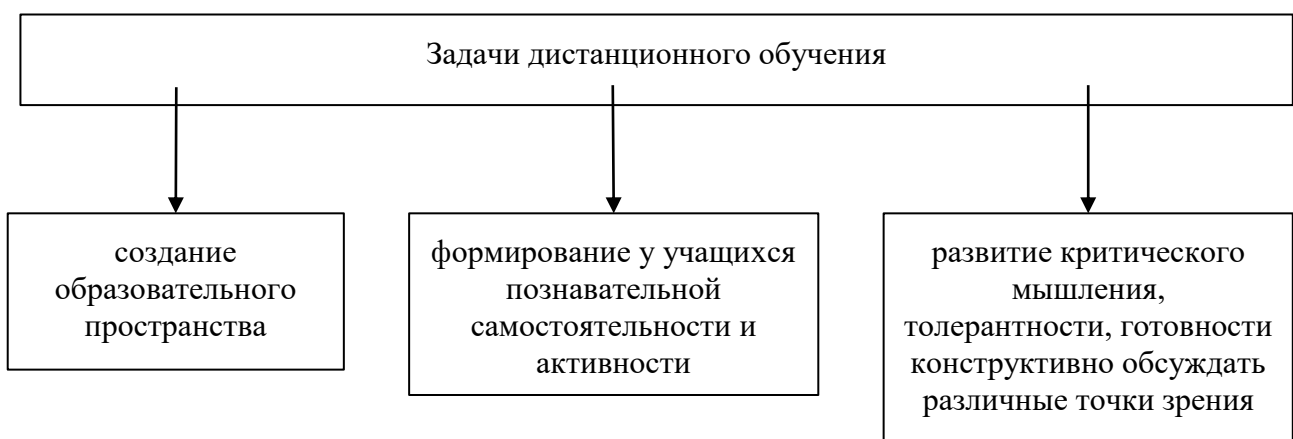 Задачи дистанционного обучения
создание
образовательного
пространства
формирование у учащихся
познавательной
самостоятельности и
активности
развитие критического
мышления,
толерантности, готовности
конструктивно обсуждать
различные точки зрения